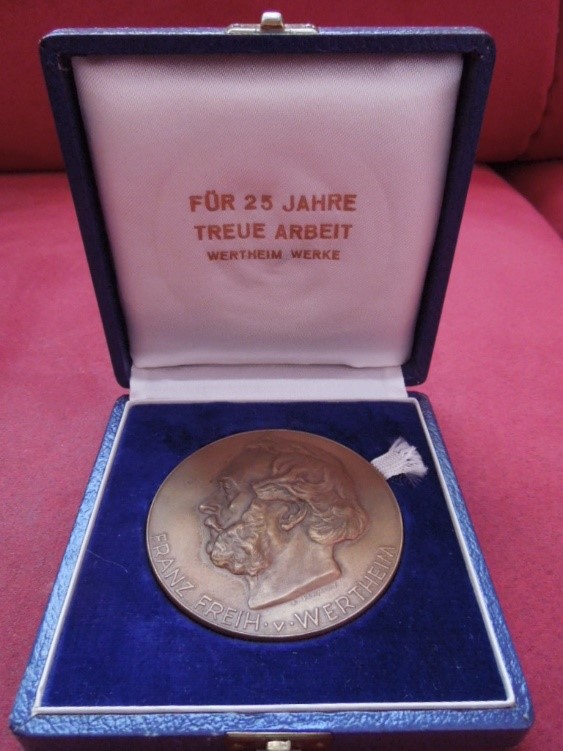 FÜR 25 JAHRE
TREUE ARBEIT
WERTHEIM WERKE
FRANZ FREIH · v · WERTHEIM